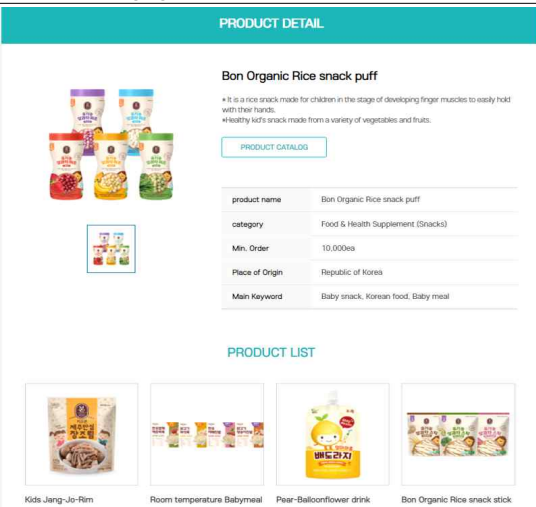 PRODUCT DETAIL
Bon Organic Rice snack puff
* It is a rice snack made for children in the stage of developing finger muscles to easily hold
with their hands.
*Healthy kid's snack made from a variety of vegetables and fruits.
PRODUCT CATALOG
product name Bon Organic Rice snack puff
category Food & Health Supplement (Snacks)
Min. Order 10,000ea
Place of Origin Republic of Korea
Main Keyword Baby snack, Korean food, Baby meal
PRODUCT LIST
장조림
배도라지
Kids Jang-Jo-Rim
Room temperature Babymeal
Pear-Balloonflower drink
Bon Organic Rice snack stick